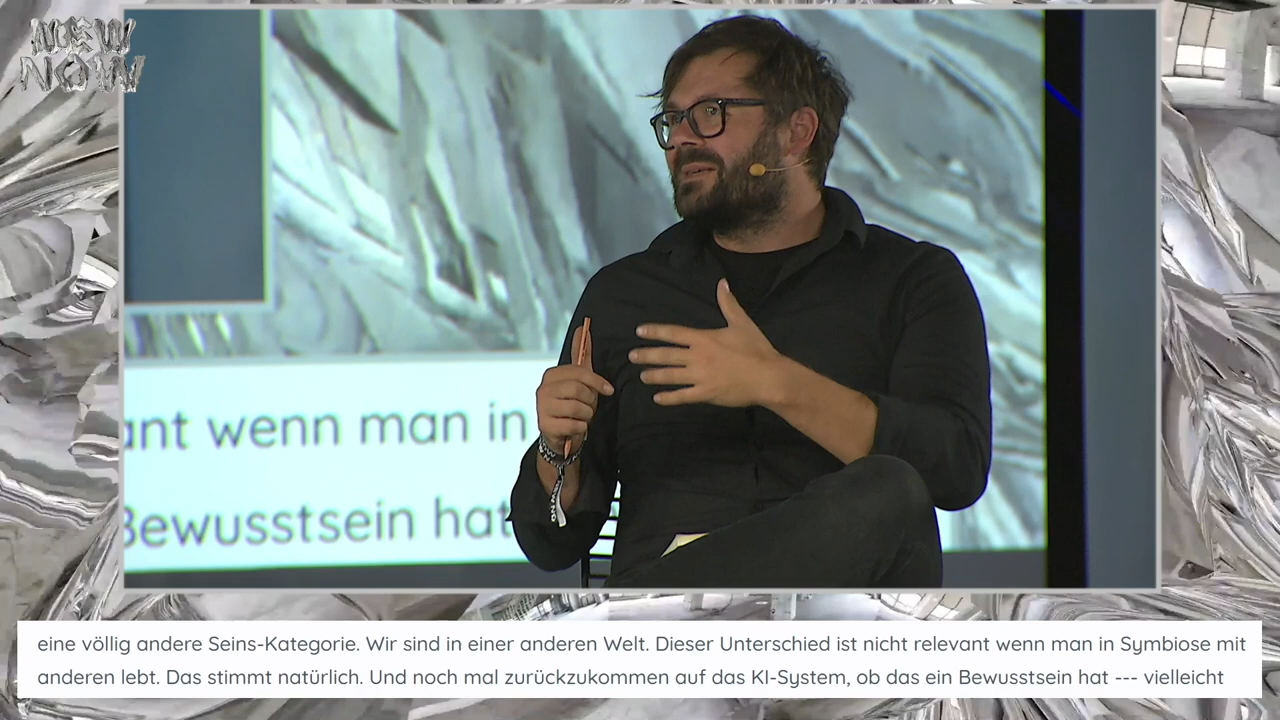 NEW
NOW
ant wenn man in
Bewusstsein hat
eine völlig andere Seins-Kategorie. Wir sind in einer anderen Welt. Dieser Unterschied ist nicht relevant wenn man in Symbiose mit
anderen lebt. Das stimmt natürlich. Und noch mal zurückzukommen auf das KI-System, ob das ein Bewusstsein hat --- vielleicht